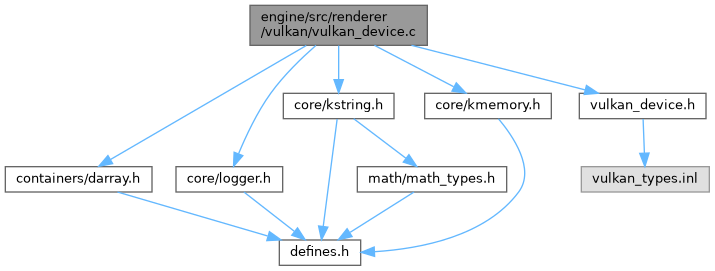 engine/src/renderer
/vulkan/vulkan_device.c
core/kstring.h
core/kmemory.h
vulkan_device.h
containers/darray.h
core/logger.h
math/math_types.h
vulkan_types.inl
defines.h